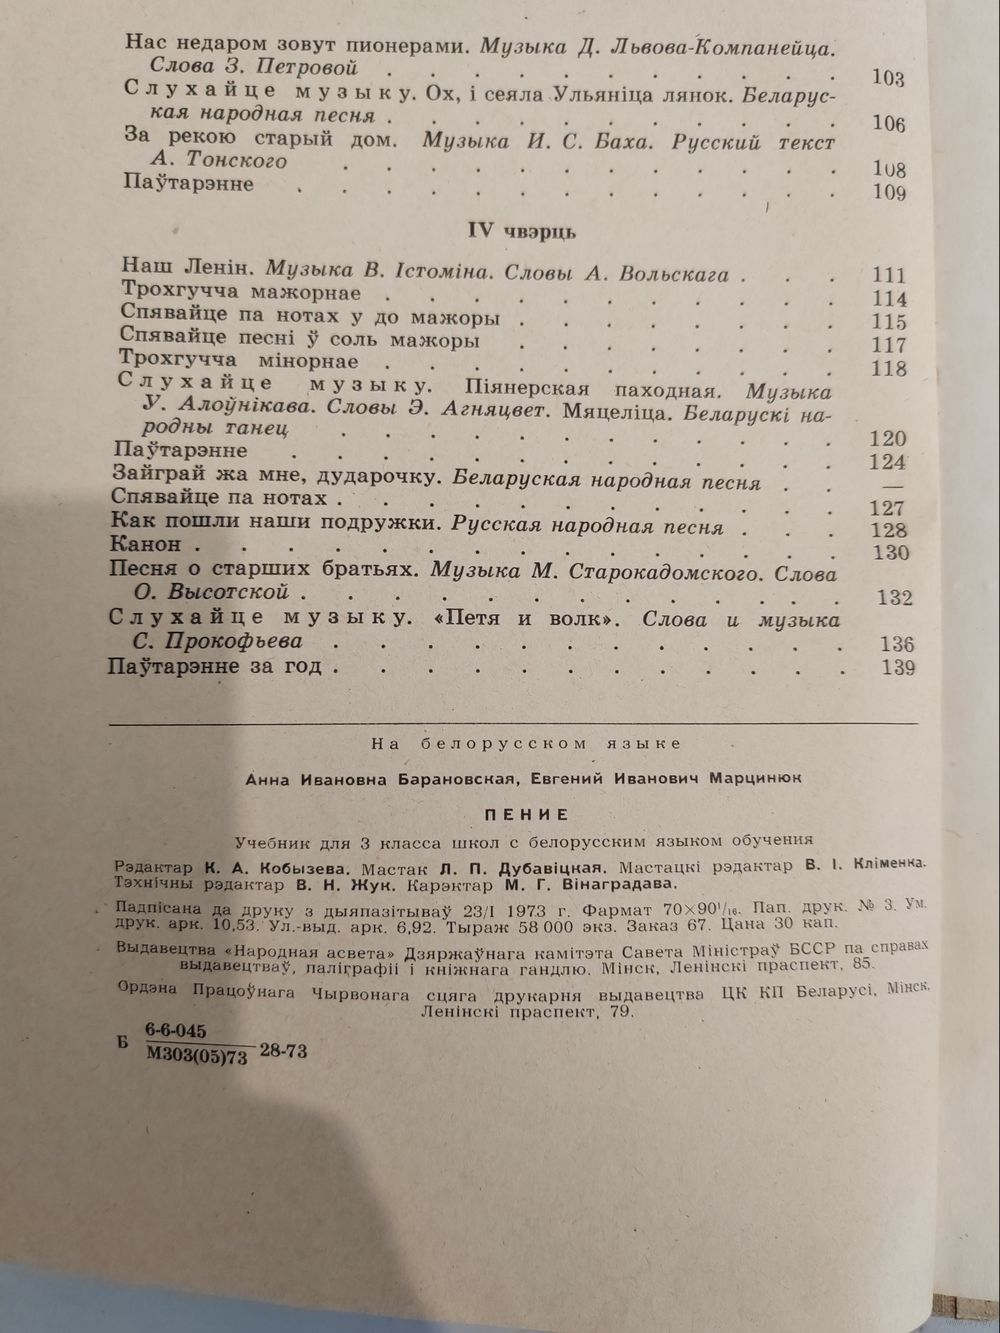 Нас недаром зовут пионерами. Музыка Д. Львова-Компанейца.
Слова З. Петровой . . . . . . . . . . . 103
Слухайце музыку. Ох, і сеяла Ульяніца лянок. Беларус-
кая народная песня . . . . . . . . . . . 106
За рекою старый дом. Музыка И. С. Баха. Русский текст
А. Тонского . . . . . . . . . . . . 108
Паўтарэнне . . . . . . . . . . . . . 109
IV чвэрць
Наш Ленін. Музыка В. Істоміна. Словы А. Вольскага . . . 111
Трохгучча мажорнае . . . . . . . . . . . 114
Спявайце па нотах у до мажоры . . . . . . . . 115
Спявайце песні ў соль мажоры . . . . . . . . 117
Трохгучча мінорнае . . . . . . . . . . . 118
Слухайце музыку. Піянерская паходная. Музыка
У. Алоўнікава. Словы Э. Агняцвет. Мяцеліца. Беларускі на-
родны танец . . . . . . . . . . . . 120
Паўтарэнне . . . . . . . . . . . . . 124
Зайграй жа мне, дударочку. Беларуская народная песня . . —
Спявайце па нотах . . . . . . . . . . . . 127
Как пошли наши подружки. Русская народная песня . . . 128
Канон . . . . . . . . . . . . . . . 130
Песня о старших братьях. Музыка М. Старокадомского. Слова
О. Высотской . . . . . . . . . . . . . 132
Слухайце музыку. «Петя и волк». Слова и музыка
С. Прокофьева . . . . . . . . . . . . 136
Паўтарэнне за год . . . . . . . . . . . . 139
На белорусском языке
Анна Ивановна Барановская, Евгений Иванович Марцинюк
ПЕНИЕ
Учебник для 3 класса школ с белорусским языком обучения
Рэдактар К. А. Кобызева. Мастак Л. П. Дубавіцкая. Мастацкі рэдактар В. І. Кліменка.
Тэхнічны рэдактар В. Н. Жук. Карэктар М. Г. Вінаградава.
Падпісана да друку з дыяпазітываў 23/I 1973 г. Фармат 70×90¹/₁₆. Пап. друк. № 3. Ум.
друк. арк. 10,53. Ул.-выд. арк. 6,92. Тыраж 58 000 экз. Заказ 67. Цана 30 кап.
Выдавецтва «Народная асвета» Дзяржаўнага камітэта Савета Міністраў БССР па справах
выдавецтваў, паліграфіі і кніжнага гандлю. Мінск, Ленінскі праспект, 85.
Ордэна Працоўнага Чырвонага сцяга друкарня выдавецтва ЦК КП Беларусі, Мінск,
Ленінскі праспект, 79.
6-6-045
Б М303(05)73 28-73